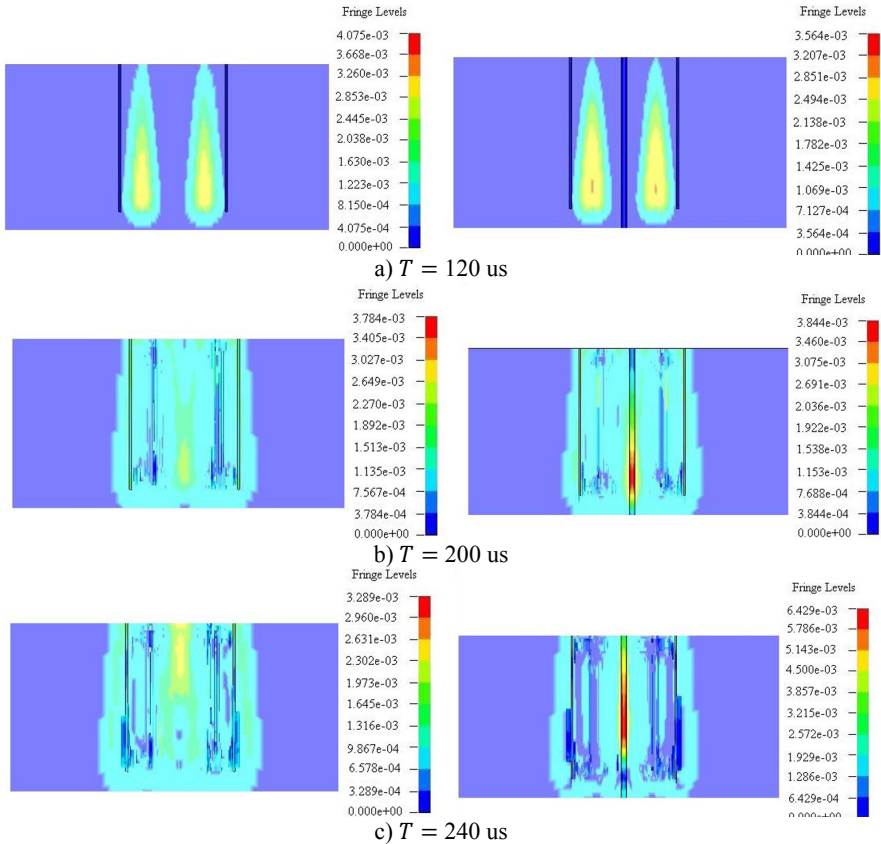 Fringe Levels
4.075e-03
3.668e-03
3.260e-03
2.853e-03
2.445e-03
2.038e-03
1.630e-03
1.223e-03
8.150e-04
4.075e-04
0.000e+00
Fringe Levels
3.564e-03
3.207e-03
2.851e-03
2.494e-03
2.138e-03
1.782e-03
1.425e-03
1.069e-03
7.127e-04
3.564e-04
0.000e+00
a) T = 120 us
Fringe Levels
3.784e-03
3.405e-03
3.027e-03
2.649e-03
2.270e-03
1.892e-03
1.513e-03
1.135e-03
7.567e-04
3.784e-04
0.000e+00
Fringe Levels
3.844e-03
3.460e-03
3.075e-03
2.691e-03
2.036e-03
1.922e-03
1.538e-03
1.153e-03
7.688e-04
3.844e-04
0.000e+00
b) T = 200 us
Fringe Levels
3.289e-03
2.960e-03
2.631e-03
2.302e-03
1.973e-03
1.645e-03
1.316e-03
9.867e-04
6.578e-04
3.289e-04
0.000e+00
Fringe Levels
6.429e-03
5.786e-03
5.143e-03
4.500e-03
3.857e-03
3.215e-03
2.572e-03
1.929e-03
1.286e-03
6.429e-04
0.000e+00
c) T = 240 us